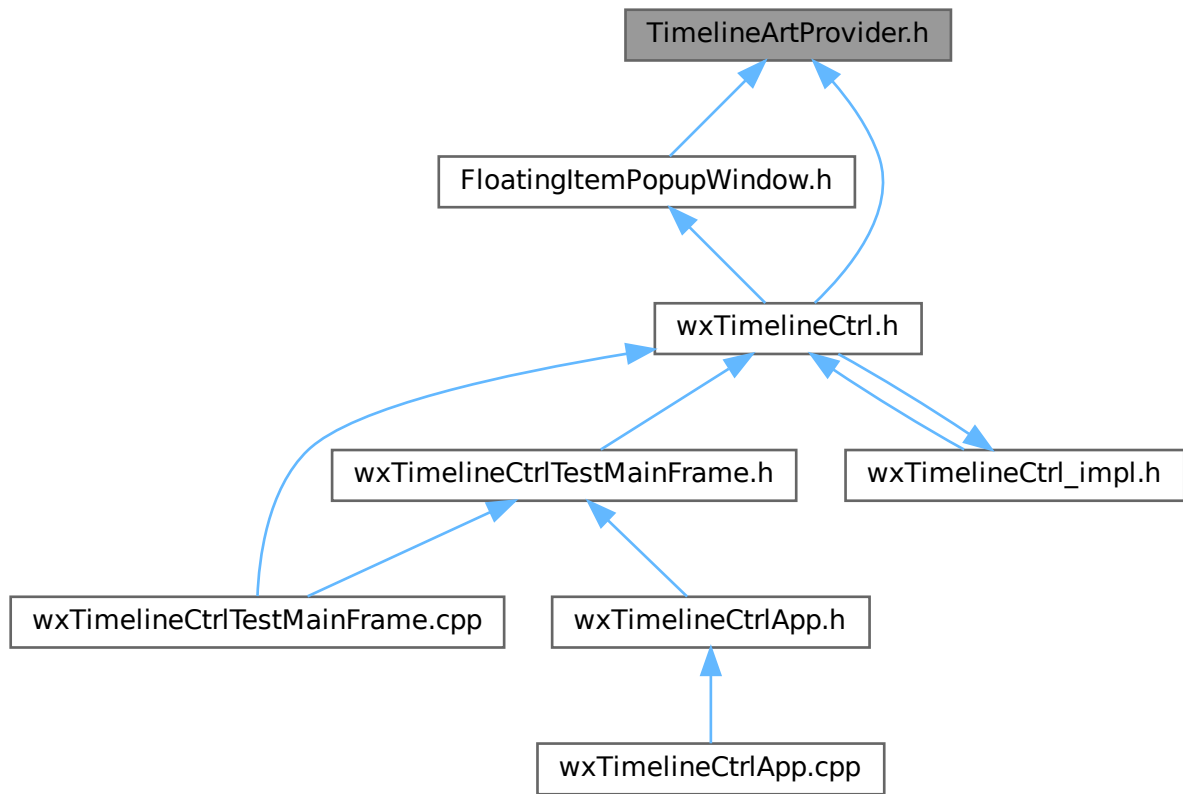 TimelineArtProvider.h
FloatingItemPopupWindow.h
wxTimelineCtrl.h
wxTimelineCtrlTestMainFrame.h
wxTimelineCtrl_impl.h
wxTimelineCtrlTestMainFrame.cpp
wxTimelineCtrlApp.h
wxTimelineCtrlApp.cpp